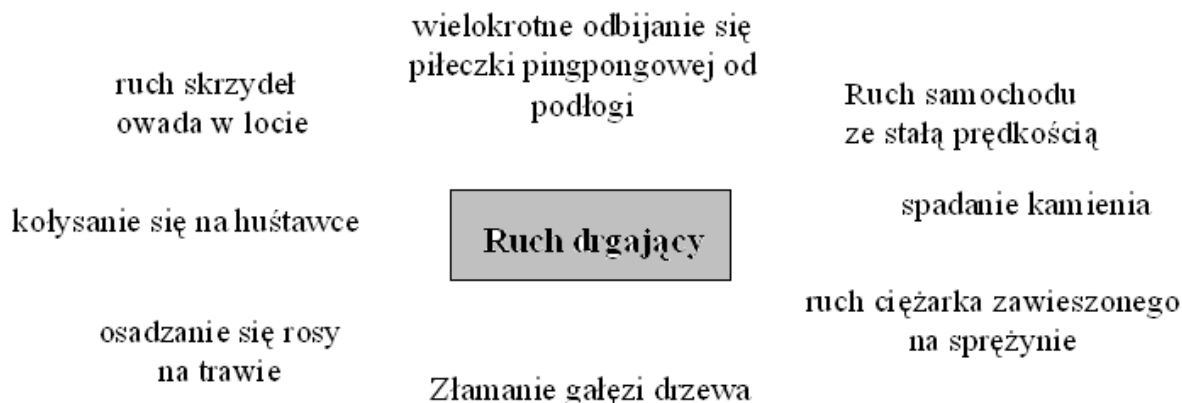 wielokrotne odbijanie się
piłeczki pingpongowej od
podłogi
ruch skrzydeł
owada w locie
Ruch samochodu
ze stałą prędkością
kołysanie się na huśtawce
Ruch drgający
spadanie kamienia
osadzanie się rosy
na trawie
ruch ciężarka zawieszonego
na sprężynie
Złamanie gałęzi drzewa